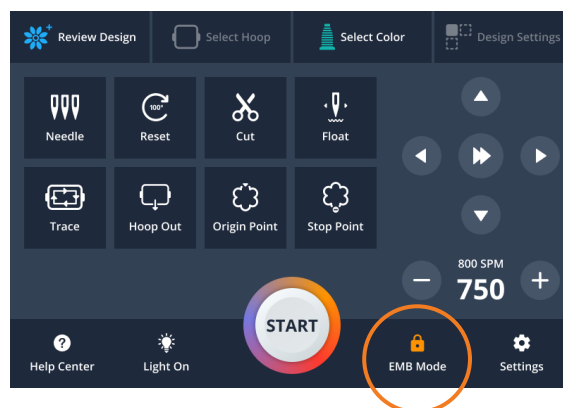 Review Design
Select Hoop
Select Color
Design Settings
Needle
100°
Reset
Cut
Float
Trace
Hoop Out
Origin Point
Stop Point
800 SPM
− 750 +
START
?
Help Center
Light On
EMB Mode
Settings